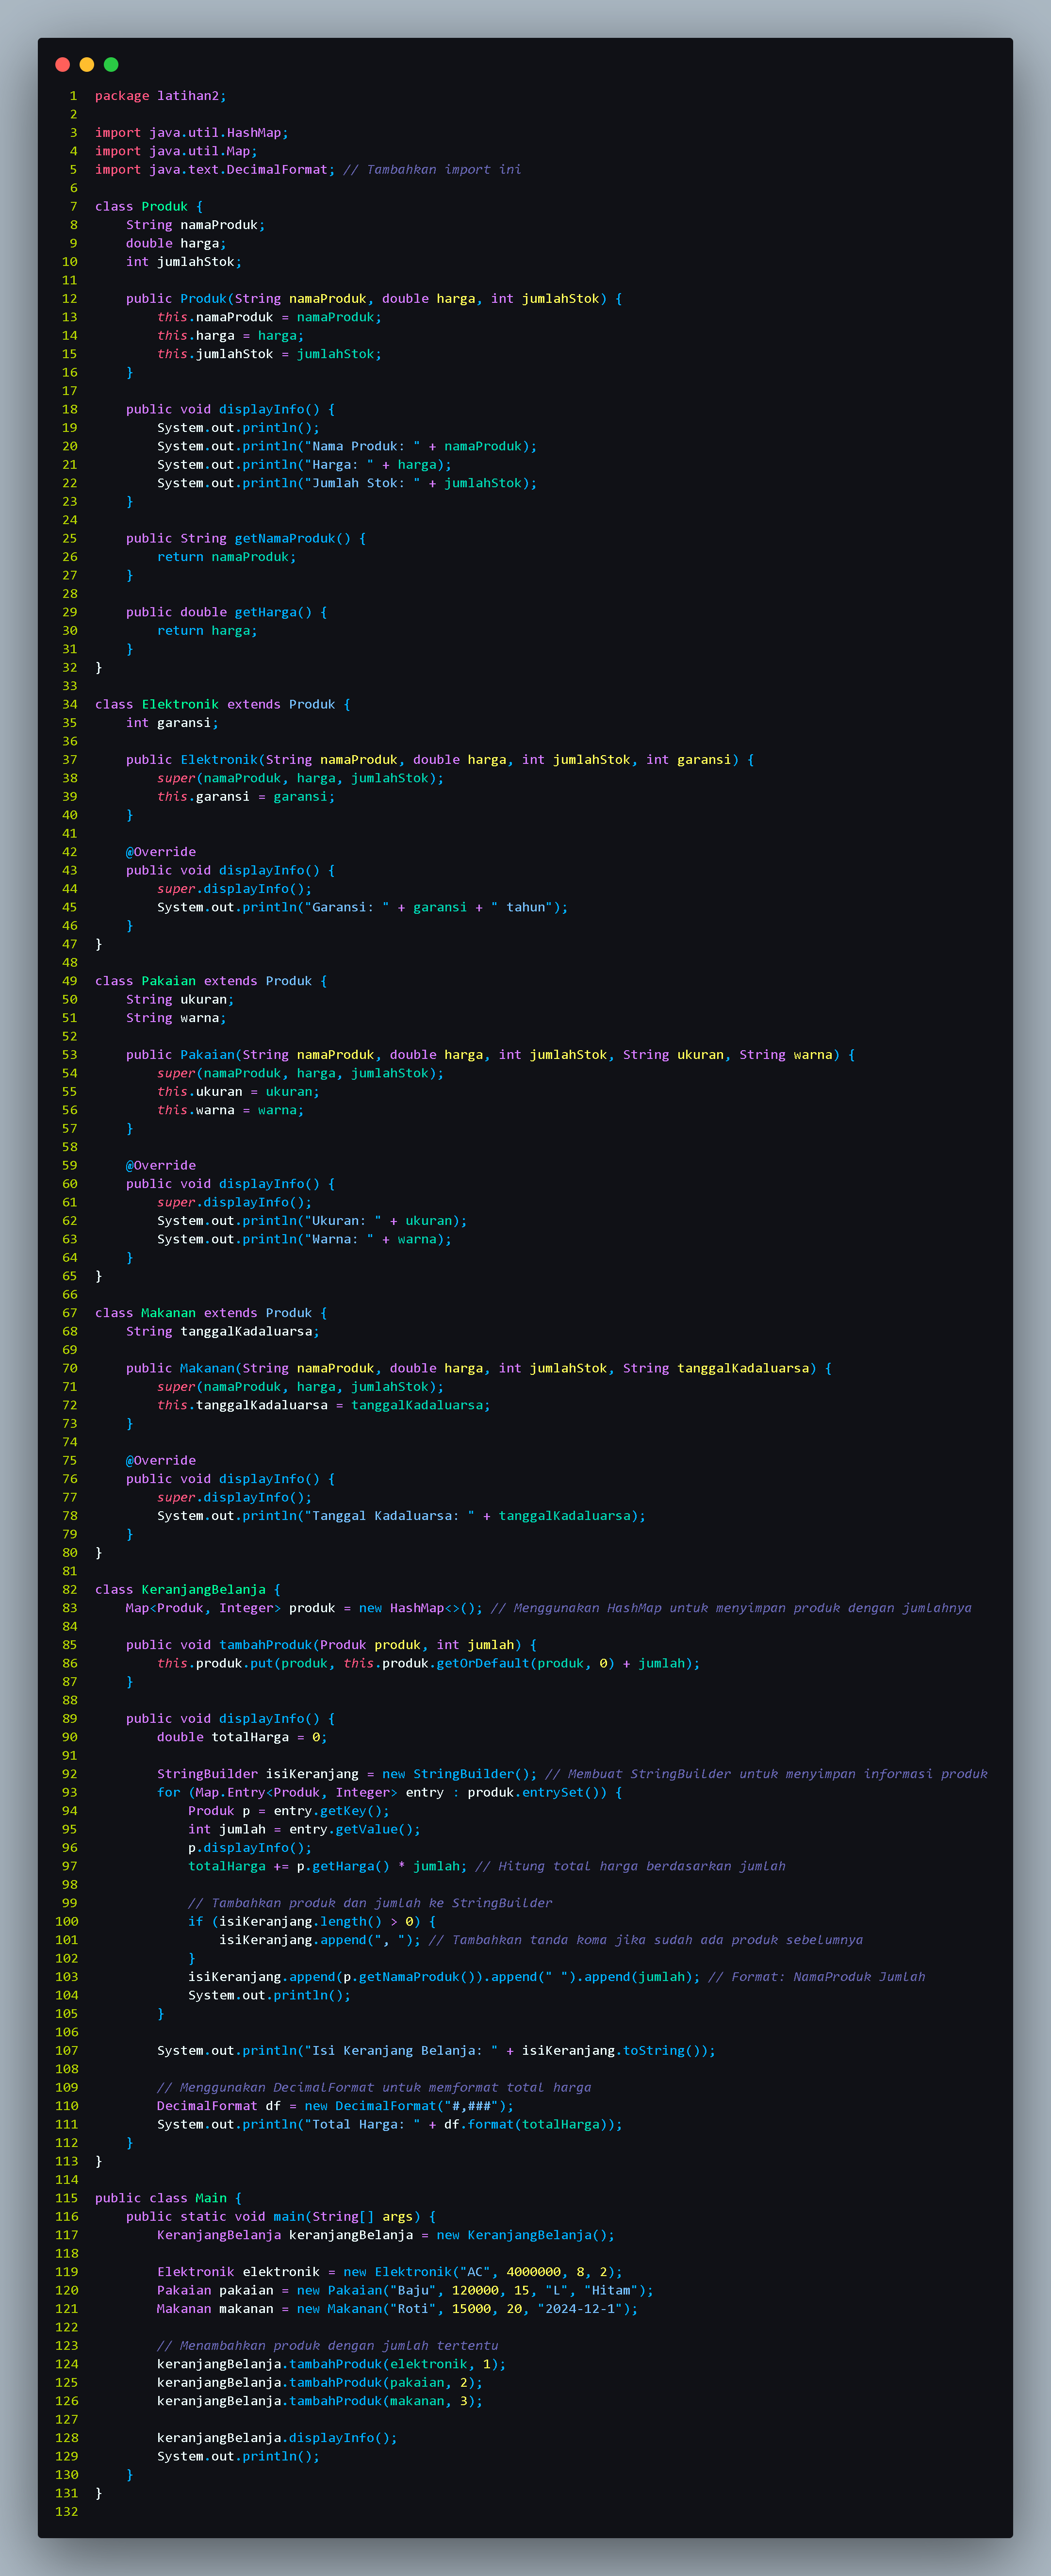 1 package latihan2;
2
3 import java.util.HashMap;
4 import java.util.Map;
5 import java.text.DecimalFormat; // Tambahkan import ini
6
7 class Produk {
8     String namaProduk;
9     double harga;
10     int jumlahStok;
11
12     public Produk(String namaProduk, double harga, int jumlahStok) {
13         this.namaProduk = namaProduk;
14         this.harga = harga;
15         this.jumlahStok = jumlahStok;
16     }
17
18     public void displayInfo() {
19         System.out.println();
20         System.out.println("Nama Produk: " + namaProduk);
21         System.out.println("Harga: " + harga);
22         System.out.println("Jumlah Stok: " + jumlahStok);
23     }
24
25     public String getNamaProduk() {
26         return namaProduk;
27     }
28
29     public double getHarga() {
30         return harga;
31     }
32 }
33
34 class Elektronik extends Produk {
35     int garansi;
36
37     public Elektronik(String namaProduk, double harga, int jumlahStok, int garansi) {
38         super(namaProduk, harga, jumlahStok);
39         this.garansi = garansi;
40     }
41
42     @Override
43     public void displayInfo() {
44         super.displayInfo();
45         System.out.println("Garansi: " + garansi + " tahun");
46     }
47 }
48
49 class Pakaian extends Produk {
50     String ukuran;
51     String warna;
52
53     public Pakaian(String namaProduk, double harga, int jumlahStok, String ukuran, String warna) {
54         super(namaProduk, harga, jumlahStok);
55         this.ukuran = ukuran;
56         this.warna = warna;
57     }
58
59     @Override
60     public void displayInfo() {
61         super.displayInfo();
62         System.out.println("Ukuran: " + ukuran);
63         System.out.println("Warna: " + warna);
64     }
65 }
66
67 class Makanan extends Produk {
68     String tanggalKadaluarsa;
69
70     public Makanan(String namaProduk, double harga, int jumlahStok, String tanggalKadaluarsa) {
71         super(namaProduk, harga, jumlahStok);
72         this.tanggalKadaluarsa = tanggalKadaluarsa;
73     }
74
75     @Override
76     public void displayInfo() {
77         super.displayInfo();
78         System.out.println("Tanggal Kadaluarsa: " + tanggalKadaluarsa);
79     }
80 }
81
82 class KeranjangBelanja {
83     Map<Produk, Integer> produk = new HashMap<>(); // Menggunakan HashMap untuk menyimpan produk dengan jumlahnya
84
85     public void tambahProduk(Produk produk, int jumlah) {
86         this.produk.put(produk, this.produk.getOrDefault(produk, 0) + jumlah);
87     }
88
89     public void displayInfo() {
90         double totalHarga = 0;
91
92         StringBuilder isiKeranjang = new StringBuilder(); // Membuat StringBuilder untuk menyimpan informasi produk
93         for (Map.Entry<Produk, Integer> entry : produk.entrySet()) {
94             Produk p = entry.getKey();
95             int jumlah = entry.getValue();
96             p.displayInfo();
97             totalHarga += p.getHarga() * jumlah; // Hitung total harga berdasarkan jumlah
98
99             // Tambahkan produk dan jumlah ke StringBuilder
100             if (isiKeranjang.length() > 0) {
101                 isiKeranjang.append(", "); // Tambahkan tanda koma jika sudah ada produk sebelumnya
102             }
103             isiKeranjang.append(p.getNamaProduk()).append(" ").append(jumlah); // Format: NamaProduk Jumlah
104             System.out.println();
105         }
106
107         System.out.println("Isi Keranjang Belanja: " + isiKeranjang.toString());
108
109         // Menggunakan DecimalFormat untuk memformat total harga
110         DecimalFormat df = new DecimalFormat("#,###");
111         System.out.println("Total Harga: " + df.format(totalHarga));
112     }
113 }
114
115 public class Main {
116     public static void main(String[] args) {
117         KeranjangBelanja keranjangBelanja = new KeranjangBelanja();
118
119         Elektronik elektronik = new Elektronik("AC", 4000000, 8, 2);
120         Pakaian pakaian = new Pakaian("Baju", 120000, 15, "L", "Hitam");
121         Makanan makanan = new Makanan("Roti", 15000, 20, "2024-12-1");
122
123         // Menambahkan produk dengan jumlah tertentu
124         keranjangBelanja.tambahProduk(elektronik, 1);
125         keranjangBelanja.tambahProduk(pakaian, 2);
126         keranjangBelanja.tambahProduk(makanan, 3);
127
128         keranjangBelanja.displayInfo();
129         System.out.println();
130     }
131 }
132